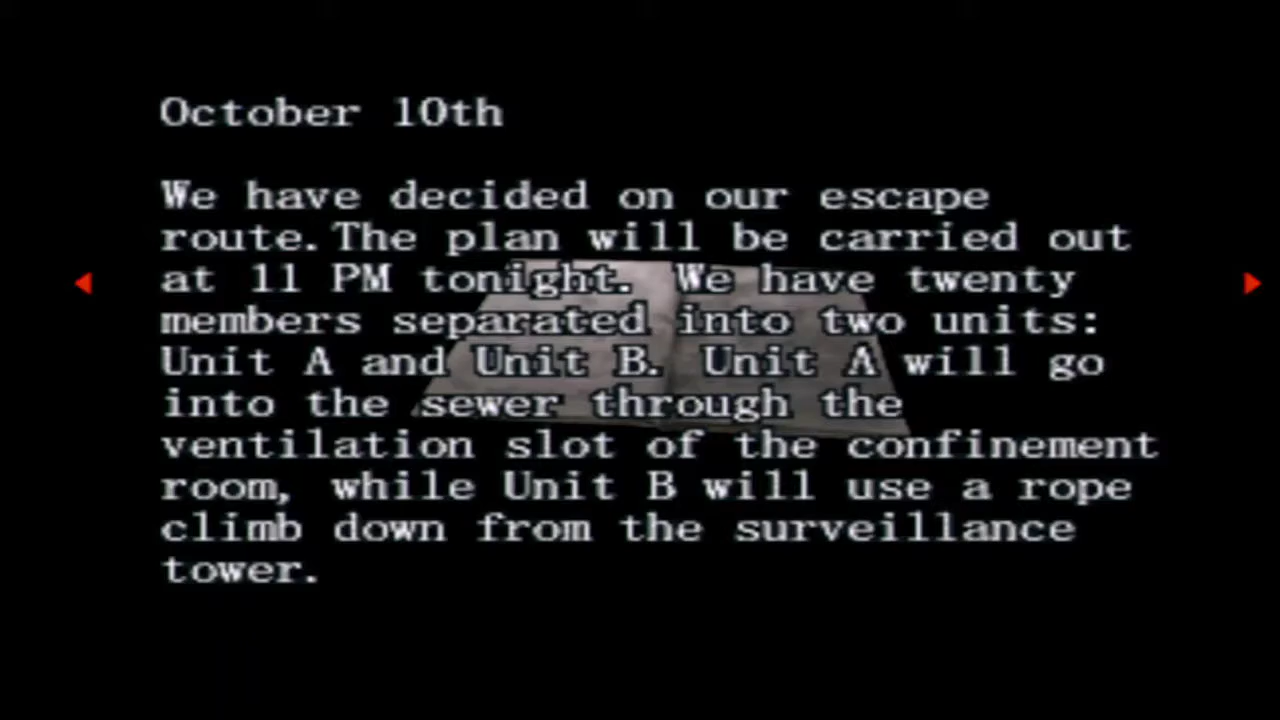 October 10th
We have decided on our escape
route. The plan will be carried out
at 11 PM tonight. We have twenty
members separated into two units:
Unit A and Unit B. Unit A will go
into the sewer through the
ventilation slot of the confinement
room, while Unit B will use a rope
climb down from the surveillance
tower.